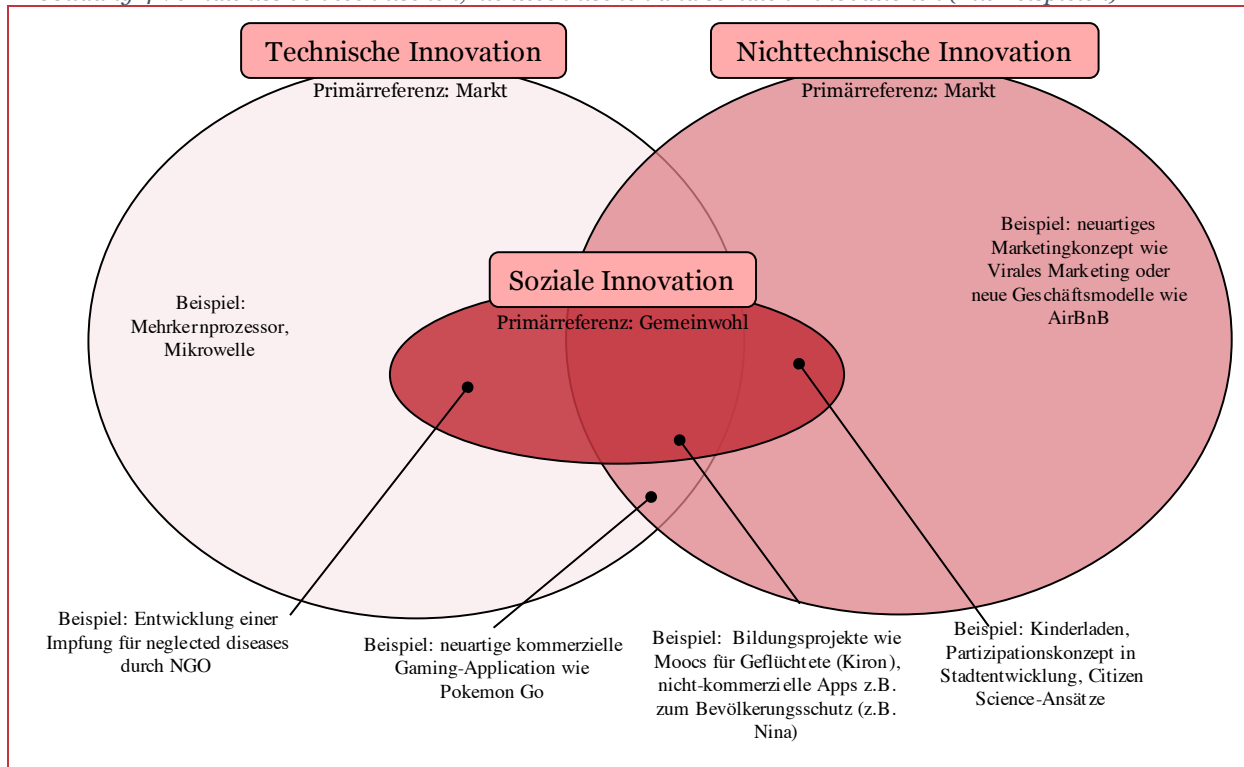 Technische Innovation
Primärreferenz: Markt
Nichttechnische Innovation
Primärreferenz: Markt
Soziale Innovation
Primärreferenz: Gemeinwohl
Beispiel:
Mehrkernprozessor,
Mikrowelle
Beispiel: neuartiges
Marketingkonzept wie
Virales Marketing oder
neue Geschäftsmodelle wie
AirBnB
Beispiel: Entwicklung einer
Impfung für neglected diseases
durch NGO
Beispiel: neuartige kommerzielle
Gaming-Application wie
Pokemon Go
Beispiel: Bildungsprojekte wie
Moocs für Geflüchtete (Kiron),
nicht-kommerzielle Apps z.B.
zum Bevölkerungsschutz (z.B.
Nina)
Beispiel: Kinderladen,
Partizipationskonzept in
Stadtentwicklung, Citizen
Science-Ansätze